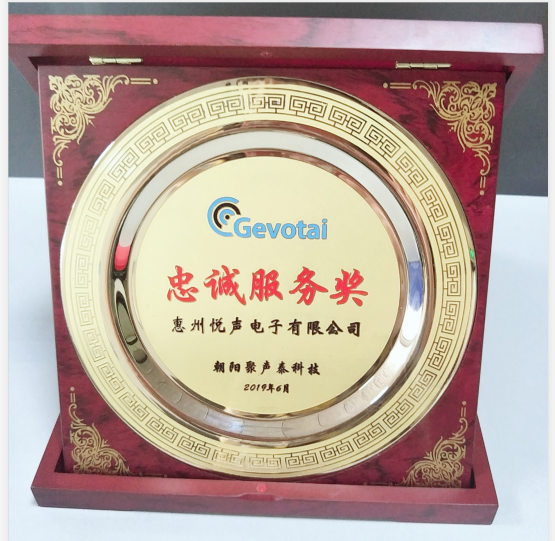 Gevotai
忠诚服务奖
惠州悦声电子有限公司
朝阳聚声泰科技
2019年6月